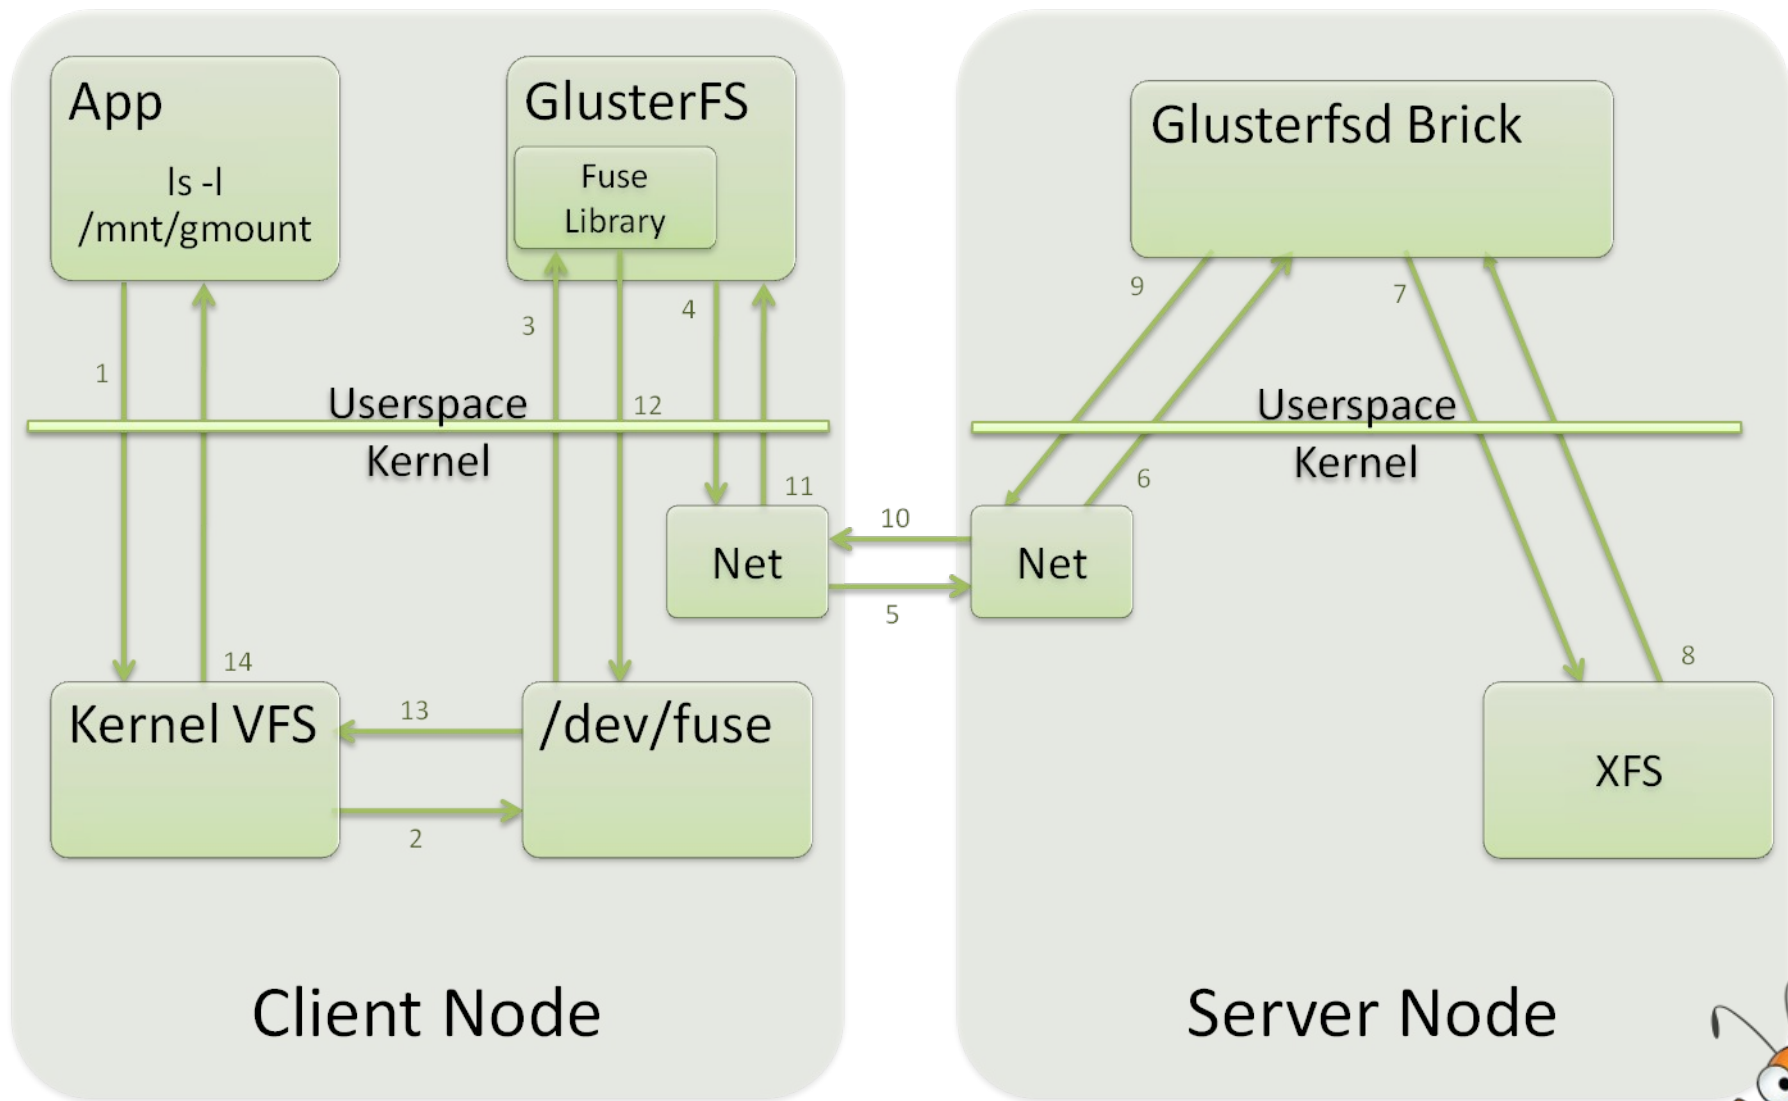 App
ls -l
/mnt/gmount
GlusterFS
Fuse
Library
Glusterfsd Brick
1
3
4
9
7
12
Userspace
Kernel
Userspace
Kernel
11
6
10
Net
Net
5
14
8
Kernel VFS
13
/dev/fuse
2
XFS
Client Node
Server Node